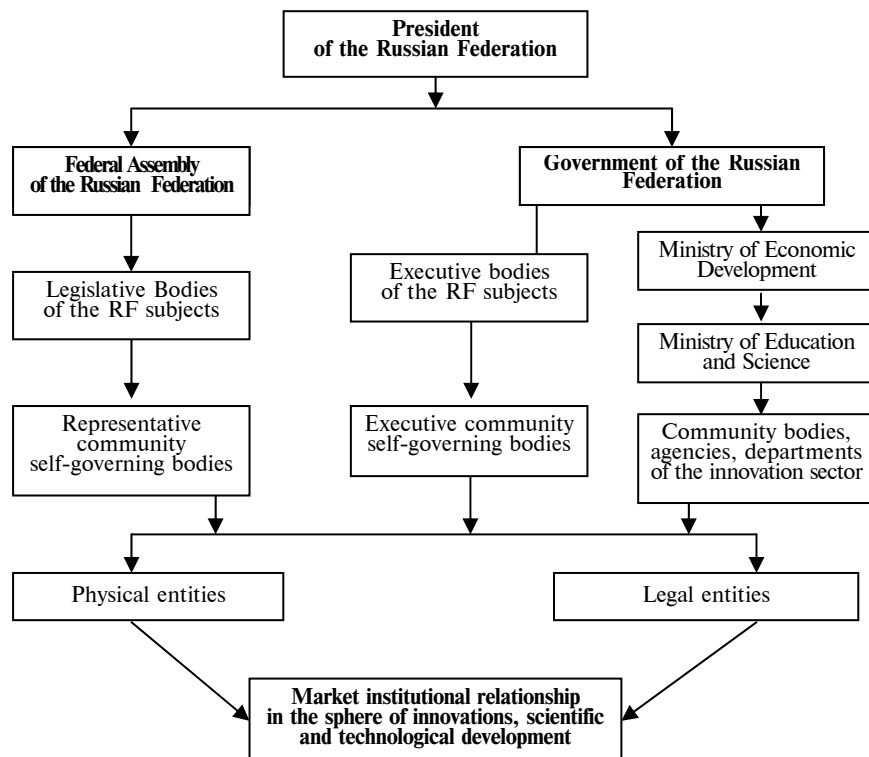 President
of the Russian Federation
Federal Assembly
of the Russian Federation
Government of the Russian
Federation
Ministry of Economic
Development
Executive bodies
of the RF subjects
Legislative Bodies
of the RF subjects
Ministry of Education
and Science
Representative
community
self-governing bodies
Executive community
self-governing bodies
Community bodies,
agencies, departments
of the innovation sector
Physical entities
Legal entities
Market institutional relationship
in the sphere of innovations, scientific
and technological development